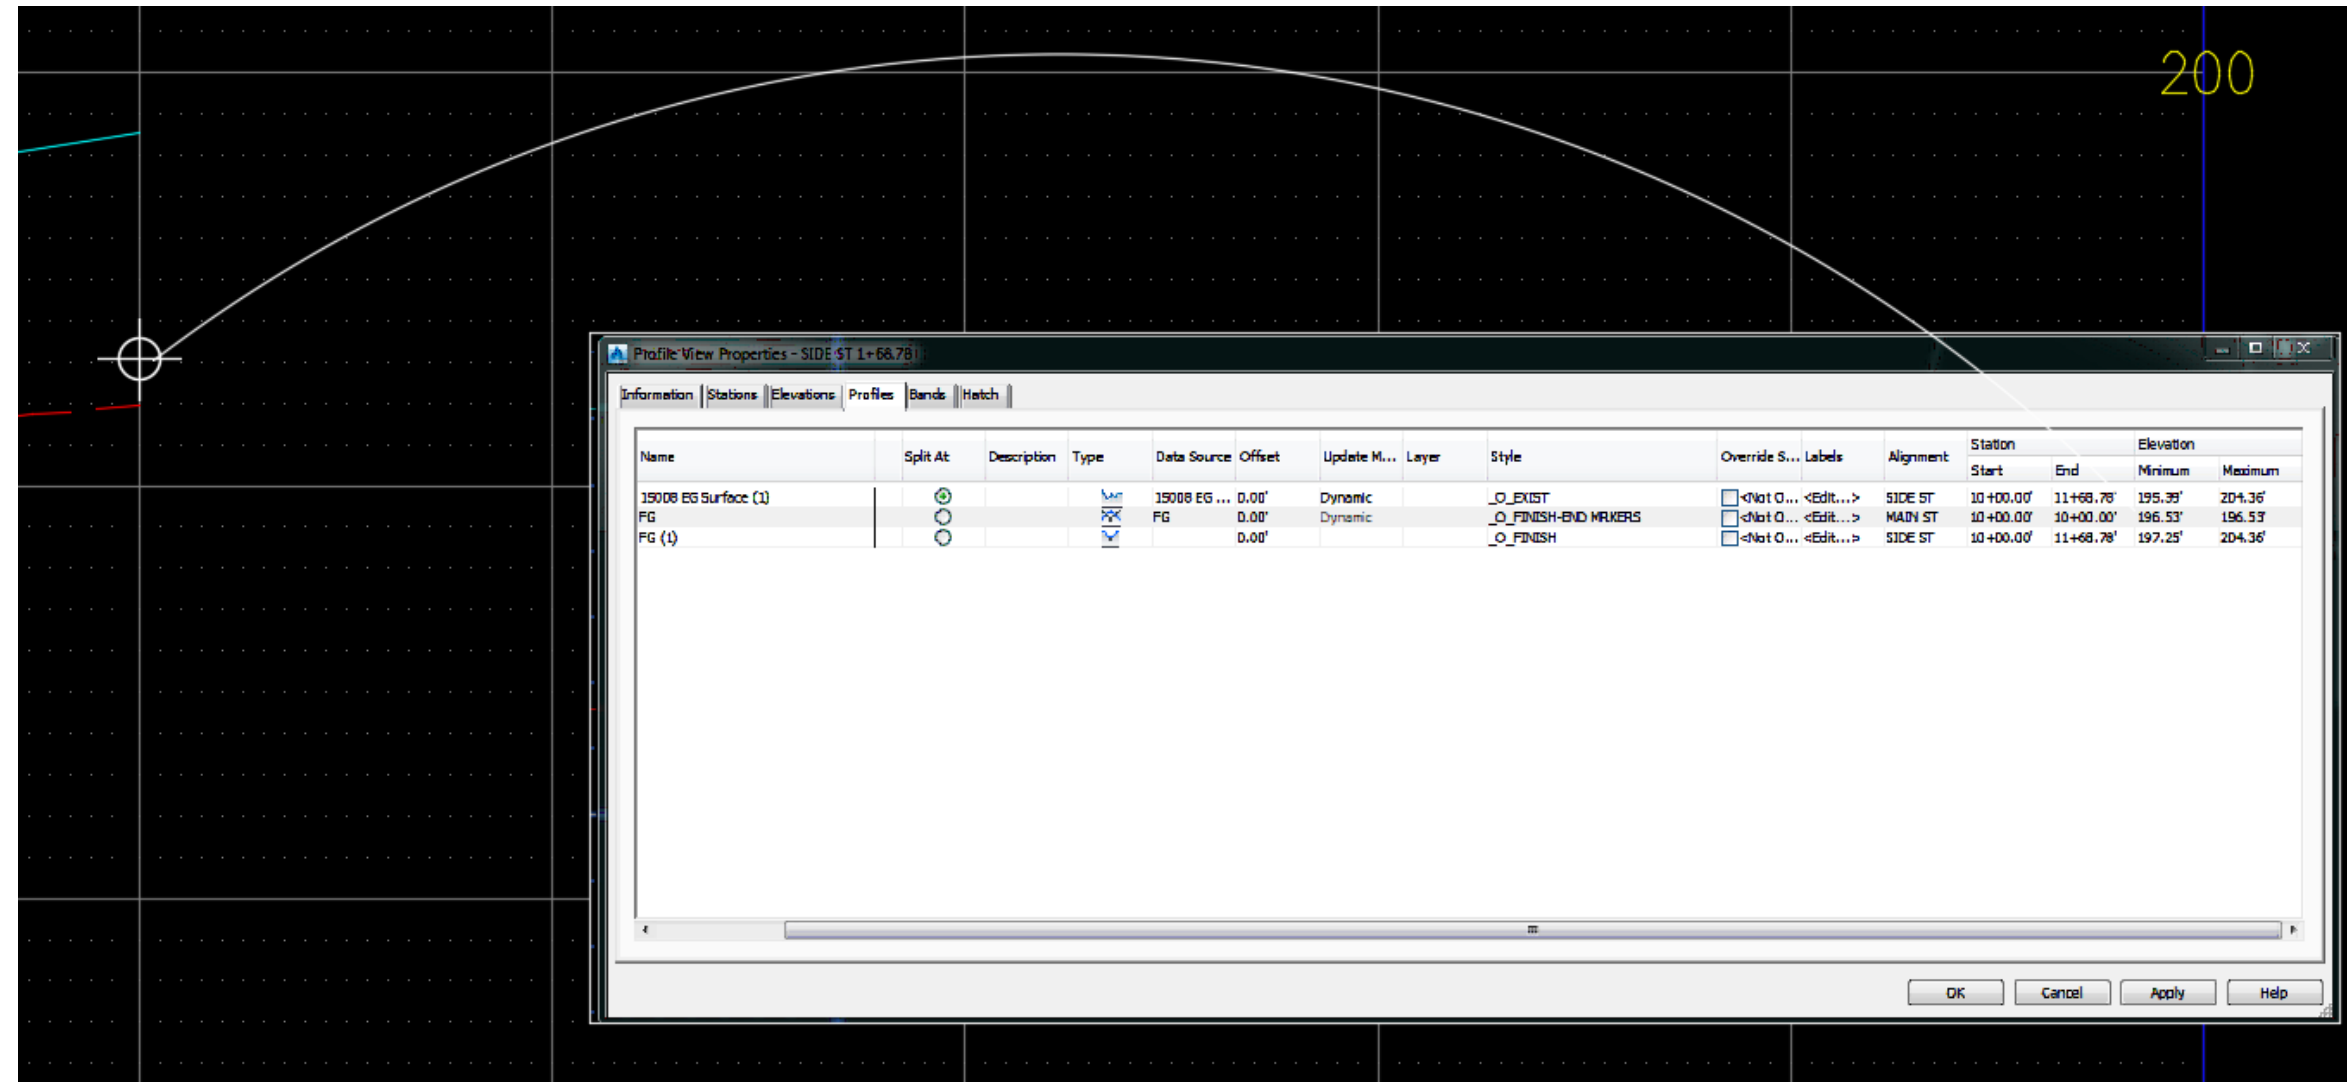 200
Profile View Properties - SIDE ST 1+68.78
Information Stations Elevations Profiles Bands Hatch
Name Split At Description Type Data Source Offset Update M... Layer Style Override S... Labels Alignment Station Elevation
Start End Minimum Maximum
15008 EG Surface (1) 15008 EG ... 0.00' Dynamic _O_EXIST <Not O... <Edit...> SIDE ST 10+00.00' 11+68.78' 195.39' 204.36'
FG FG 0.00' Dynamic _O_FINISH-END MRKERS <Not O... <Edit...> MAIN ST 10+00.00' 10+00.00' 196.53' 196.53'
FG (1) 0.00' _O_FINISH <Not O... <Edit...> SIDE ST 10+00.00' 11+68.78' 197.25' 204.36'
OK Cancel Apply Help